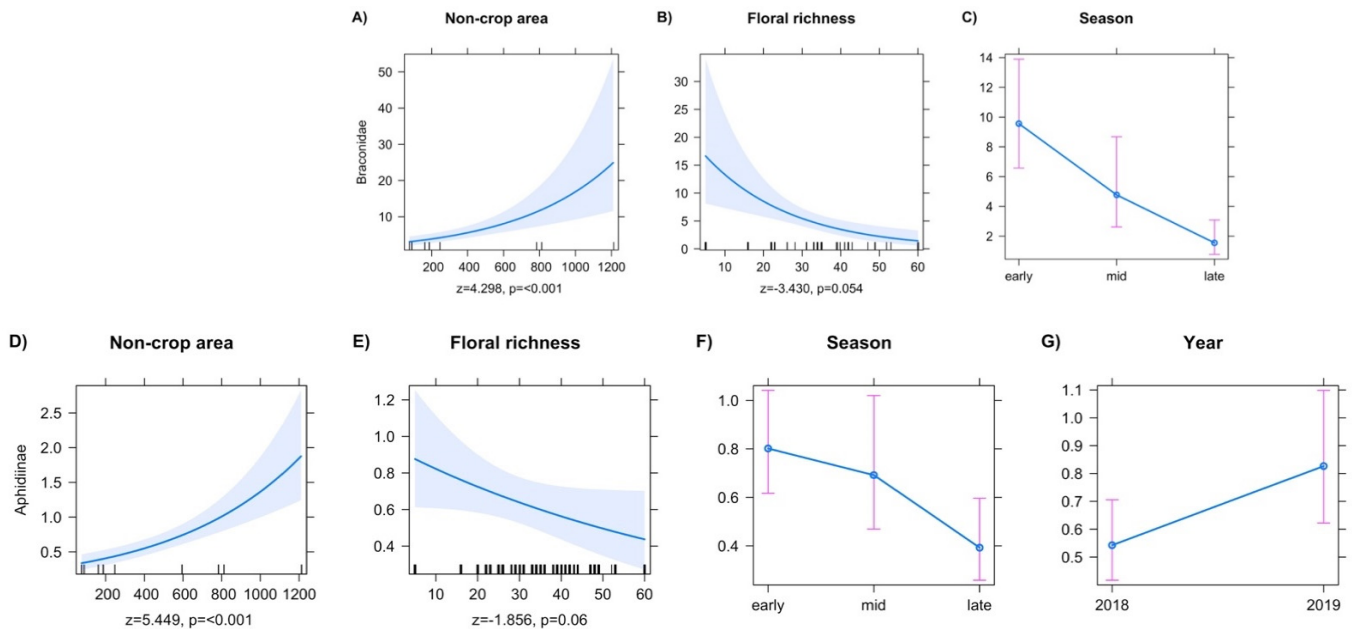 A) Non-crop area
B) Floral richness
C) Season
Braconidae
50
40
30
20
10
200 400 600 800 1000 1200
z=4.298, p=<0.001
30
25
20
15
10
5
0
10 20 30 40 50 60
z=-3.430, p=0.054
14
12
10
8
6
4
2
early mid late
D) Non-crop area
E) Floral richness
F) Season
G) Year
Aphidiinae
2.5
2.0
1.5
1.0
0.5
200 400 600 800 1000 1200
z=5.449, p=<0.001
1.2
1.0
0.8
0.6
0.4
10 20 30 40 50 60
z=-1.856, p=0.06
1.0
0.8
0.6
0.4
early mid late
1.1
1.0
0.9
0.8
0.7
0.6
0.5
2018 2019